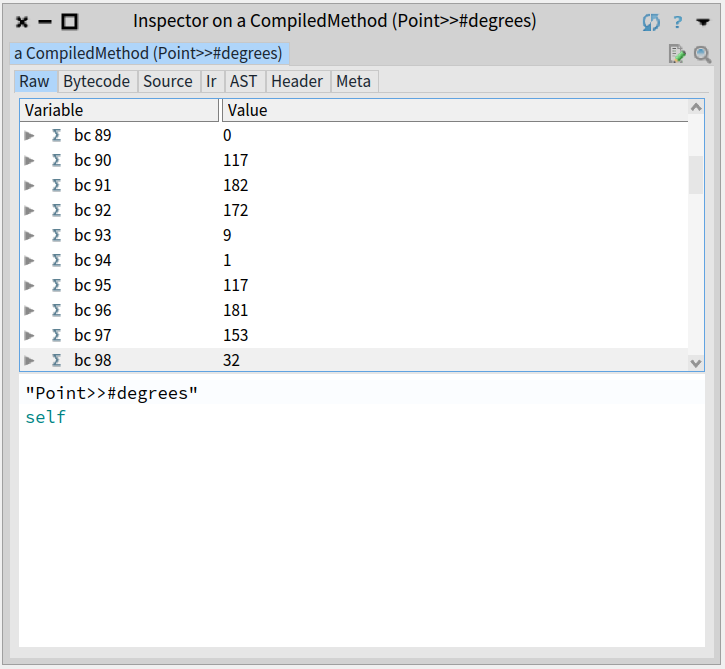 Inspector on a CompiledMethod (Point>>#degrees)
?
a CompiledMethod (Point>>#degrees)
Raw Bytecode Source Ir AST Header Meta
Variable Value
Σ bc 89 0
Σ bc 90 117
Σ bc 91 182
Σ bc 92 172
Σ bc 93 9
Σ bc 94 1
Σ bc 95 117
Σ bc 96 181
Σ bc 97 153
Σ bc 98 32
"Point>>#degrees"
self